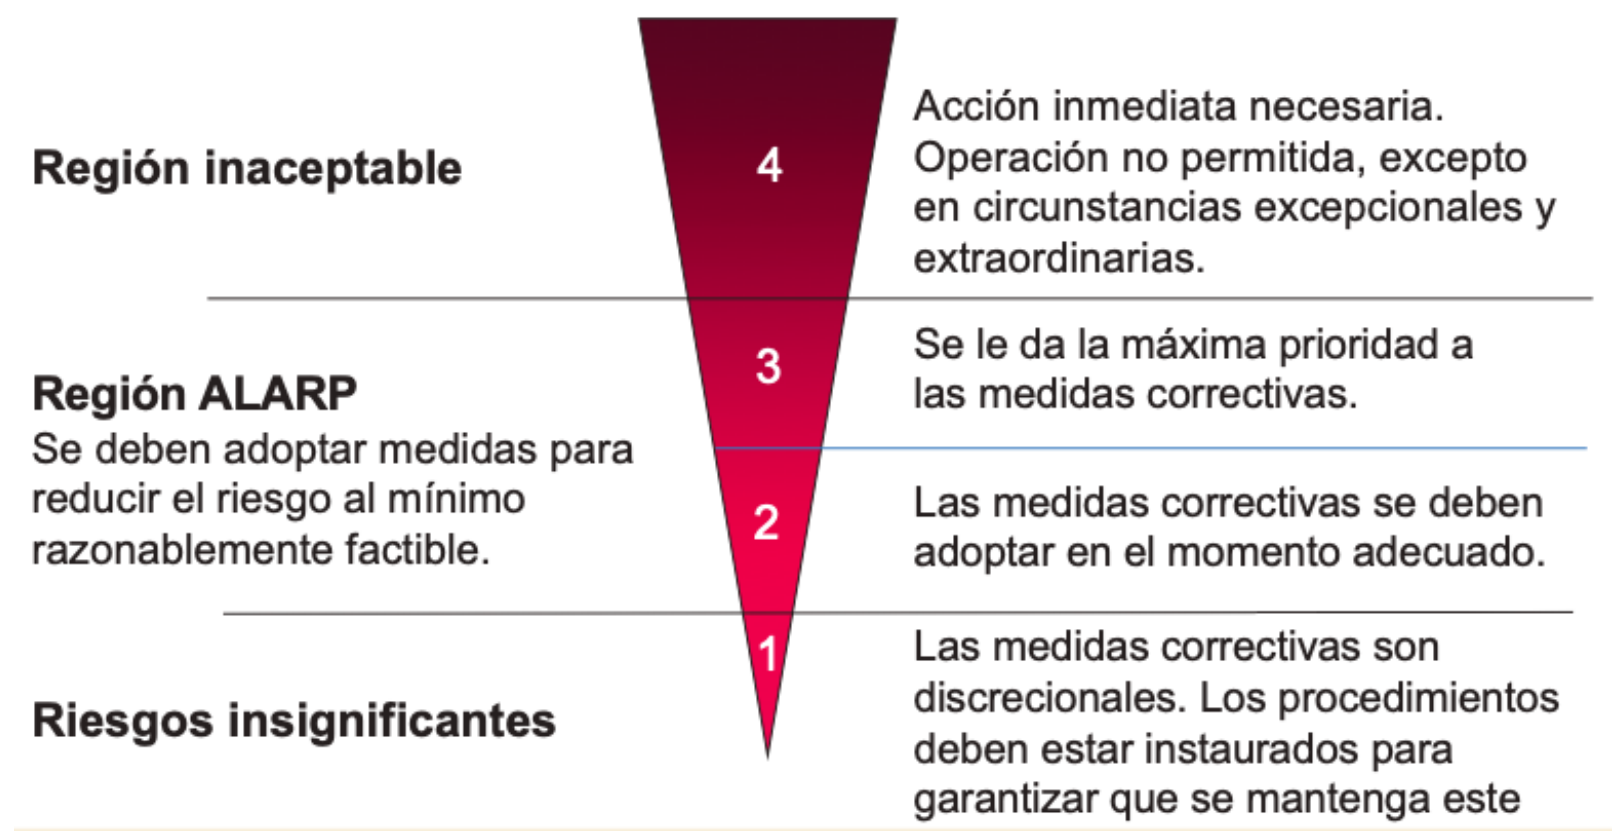 Región inaceptable
4
Acción inmediata necesaria.
Operación no permitida, excepto
en circunstancias excepcionales y
extraordinarias.
Región ALARP
Se deben adoptar medidas para
reducir el riesgo al mínimo
razonablemente factible.
3
Se le da la máxima prioridad a
las medidas correctivas.
2
Las medidas correctivas se deben
adoptar en el momento adecuado.
Riesgos insignificantes
1
Las medidas correctivas son
discrecionales. Los procedimientos
deben estar instaurados para
garantizar que se mantenga este